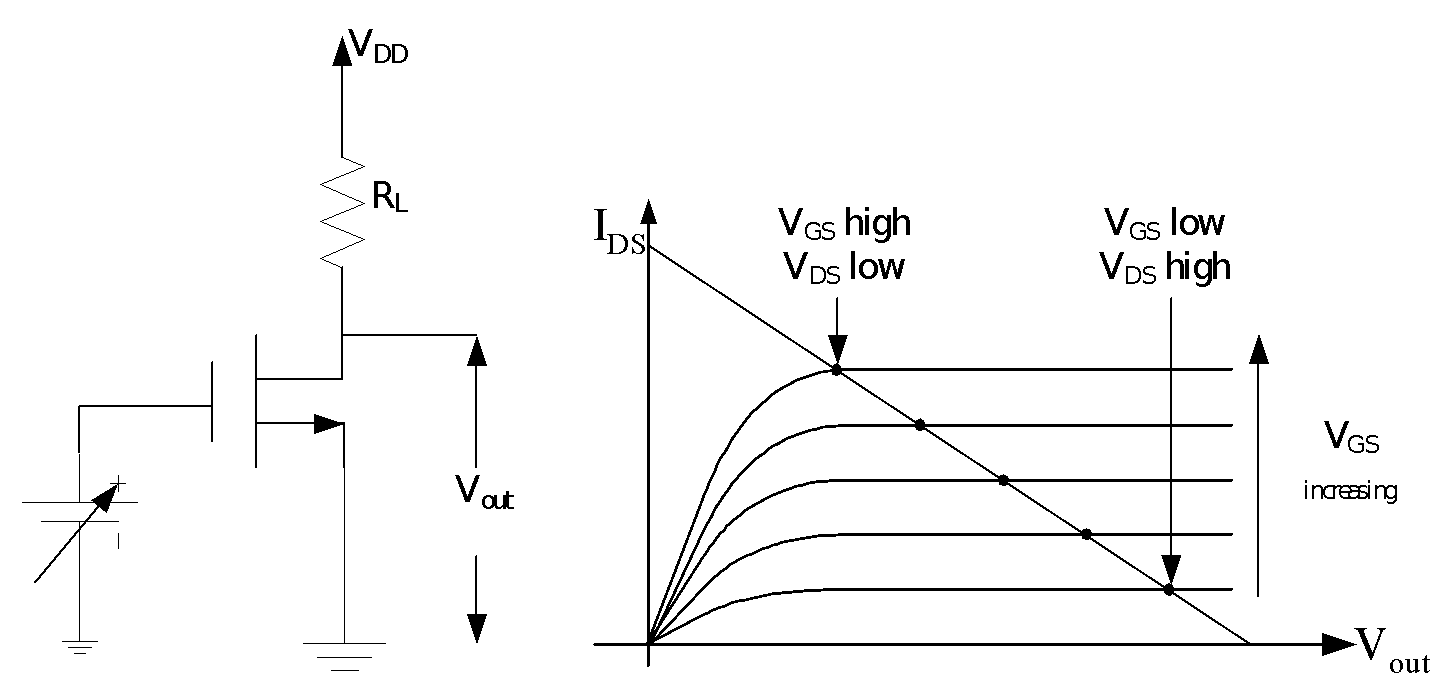 VDD
RL
+
Vout
IDS
VGS high
VDS low
VGS low
VDS high
VGS
increasing
Vout